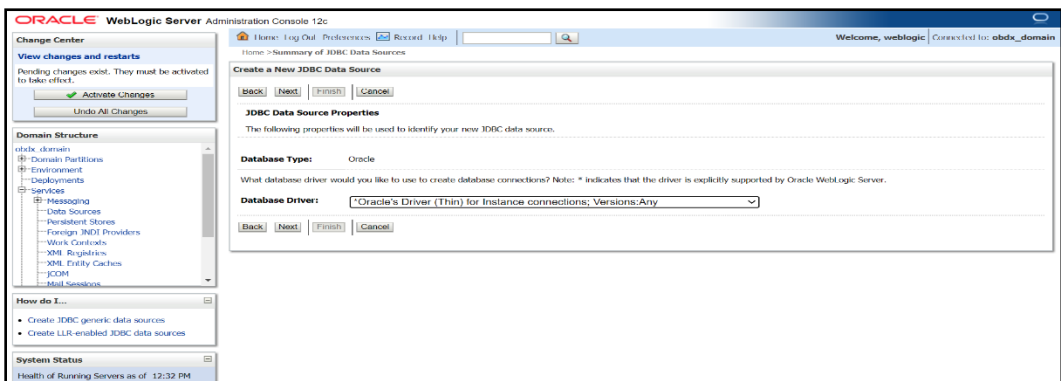 ORACLE WebLogic Server Administration Console 12c
Change Center
View changes and restarts
Pending changes exist. They must be activated
to take effect.
Activate Changes
Undo All Changes
Domain Structure
obdx_domain
Domain Partitions
Environment
Deployments
Services
Messaging
Data Sources
Persistent Stores
Foreign JNDI Providers
Work Contexts
XML Registries
XML Entity Caches
jCOM
Mail Sessions
How do I...
Create JDBC generic data sources
Create LLR-enabled JDBC data sources
System Status
Health of Running Servers as of 12:32 PM
Home Log Out Preferences Record Help
Welcome, weblogic Connected to: obdx_domain
Home >Summary of JDBC Data Sources
Create a New JDBC Data Source
Back Next Finish Cancel
JDBC Data Source Properties
The following properties will be used to identify your new JDBC data source.
Database Type: Oracle
What database driver would you like to use to create database connections? Note: * indicates that the driver is explicitly supported by Oracle WebLogic Server.
Database Driver: *Oracle's Driver (Thin) for Instance connections; Versions:Any
Back Next Finish Cancel